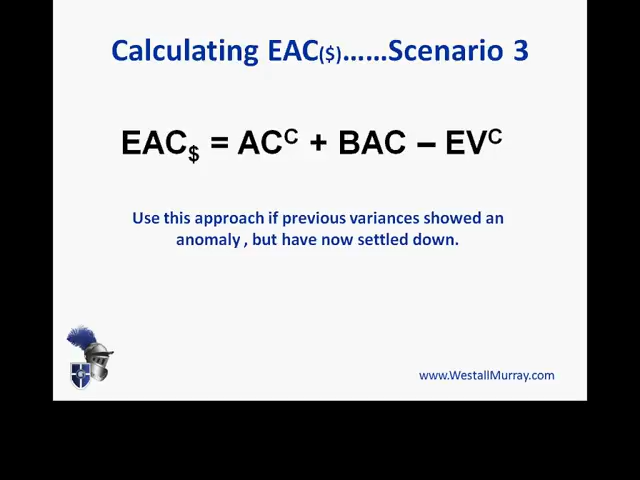 Calculating EAC($)......Scenario 3
EAC$ = ACC + BAC – EVC
Use this approach if previous variances showed an
anomaly , but have now settled down.
www.WestallMurray.com